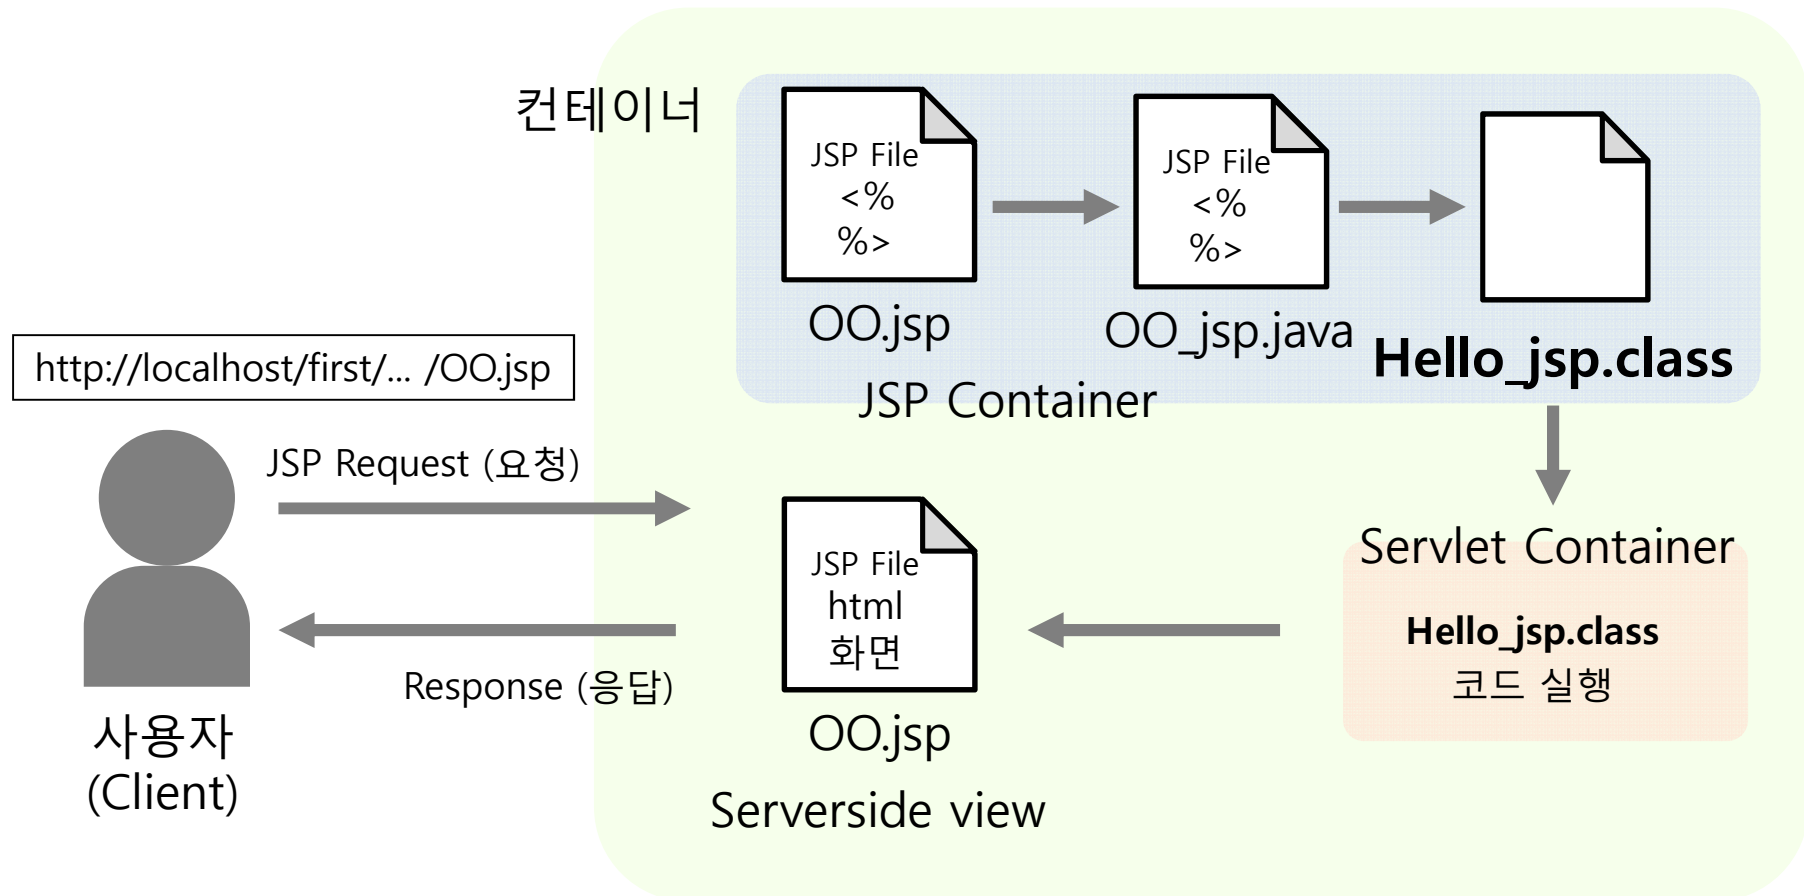 컨테이너
JSP File
<%
%>
OO.jsp
JSP File
<%
%>
OO_jsp.java
Hello_jsp.class
JSP Container
http://localhost/first/... /OO.jsp
JSP Request (요청)
Response (응답)
사용자
(Client)
JSP File
html
화면
OO.jsp
Serverside view
Servlet Container
Hello_jsp.class
코드 실행